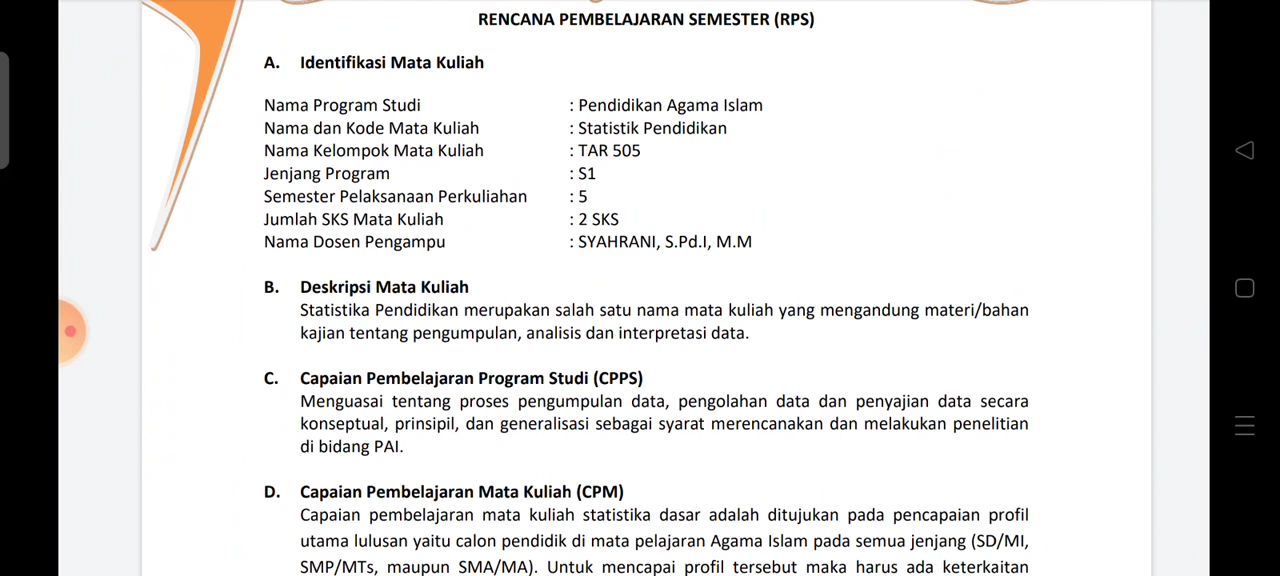 RENCANA PEMBELAJARAN SEMESTER (RPS)
A. Identifikasi Mata Kuliah
Nama Program Studi : Pendidikan Agama Islam
Nama dan Kode Mata Kuliah : Statistik Pendidikan
Nama Kelompok Mata Kuliah : TAR 505
Jenjang Program : S1
Semester Pelaksanaan Perkuliahan : 5
Jumlah SKS Mata Kuliah : 2 SKS
Nama Dosen Pengampu : SYAHRANI, S.Pd.I, M.M
B. Deskripsi Mata Kuliah
Statistika Pendidikan merupakan salah satu nama mata kuliah yang mengandung materi/bahan
kajian tentang pengumpulan, analisis dan interpretasi data.
C. Capaian Pembelajaran Program Studi (CPPS)
Menguasai tentang proses pengumpulan data, pengolahan data dan penyajian data secara
konseptual, prinsipil, dan generalisasi sebagai syarat merencanakan dan melakukan penelitian
di bidang PAI.
D. Capaian Pembelajaran Mata Kuliah (CPM)
Capaian pembelajaran mata kuliah statistika dasar adalah ditujukan pada pencapaian profil
utama lulusan yaitu calon pendidik di mata pelajaran Agama Islam pada semua jenjang (SD/MI,
SMP/MTs, maupun SMA/MA). Untuk mencapai profil tersebut maka harus ada keterkaitan